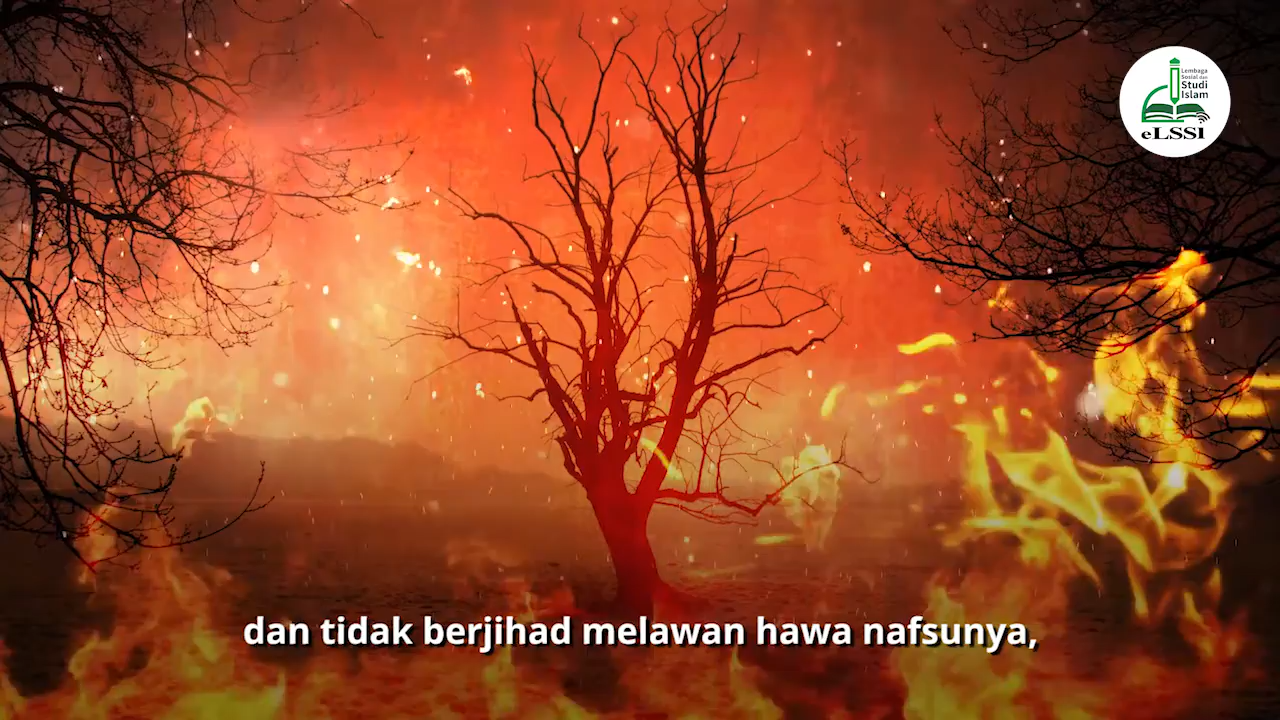 Lembaga
Sosial dan
Studi
Islam
eLSSI
dan tidak berjihad melawan hawa nafsunya,